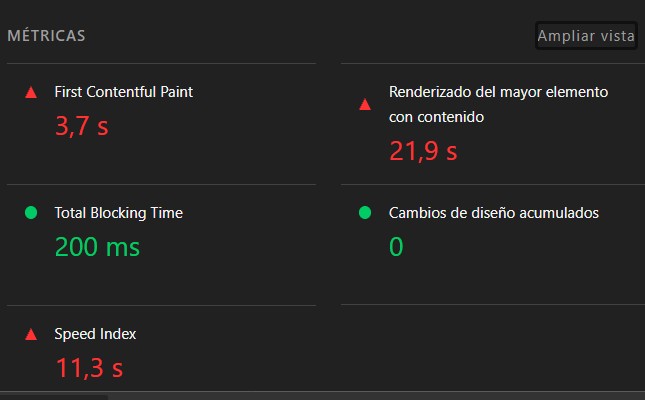 MÉTRICAS
Ampliar vista
First Contentful Paint
3,7 s
Renderizado del mayor elemento
con contenido
21,9 s
Total Blocking Time
200 ms
Cambios de diseño acumulados
0
Speed Index
11,3 s